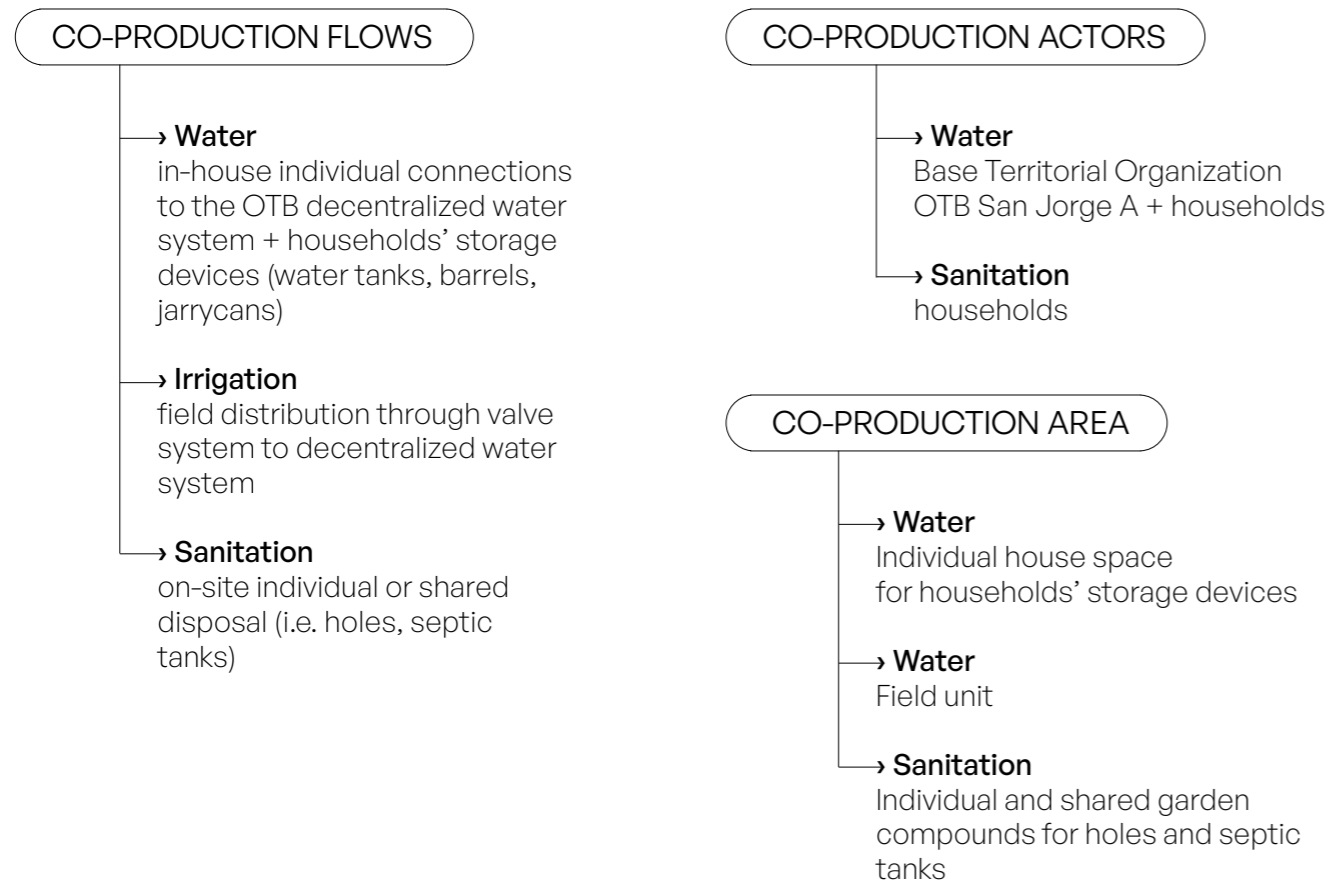 CO-PRODUCTION FLOWS
› Water
in-house individual connections
to the OTB decentralized water
system + households’ storage
devices (water tanks, barrels,
jarrycans)
› Irrigation
field distribution through valve
system to decentralized water
system
› Sanitation
on-site individual or shared
disposal (i.e. holes, septic
tanks)
CO-PRODUCTION ACTORS
› Water
Base Territorial Organization
OTB San Jorge A + households
› Sanitation
households
CO-PRODUCTION AREA
› Water
Individual house space
for households’ storage devices
› Water
Field unit
› Sanitation
Individual and shared garden
compounds for holes and septic
tanks